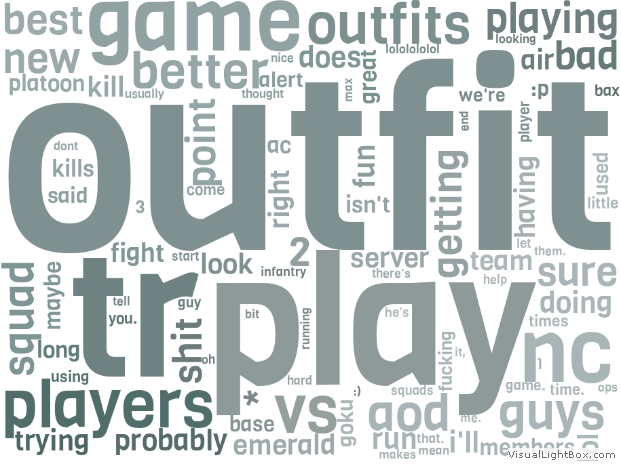 best game outfits playing
looking
new better nice does lolololol great air bad
platoon kill usually alert thought max we're :p bax
outfit
dont kills said 3 point come ac right fun isn't getting end player having used little
fight start look 2 infantry server there's team let them. help sure
squad maybe tr tell you. guy play bit running he's doing times
long shit oh hard fucking it, nc 1
using squads game. time. ops
players * base vs :) goku aod me. guys
trying probably emerald run that. makes mean i'll members
VisualLightBox.com